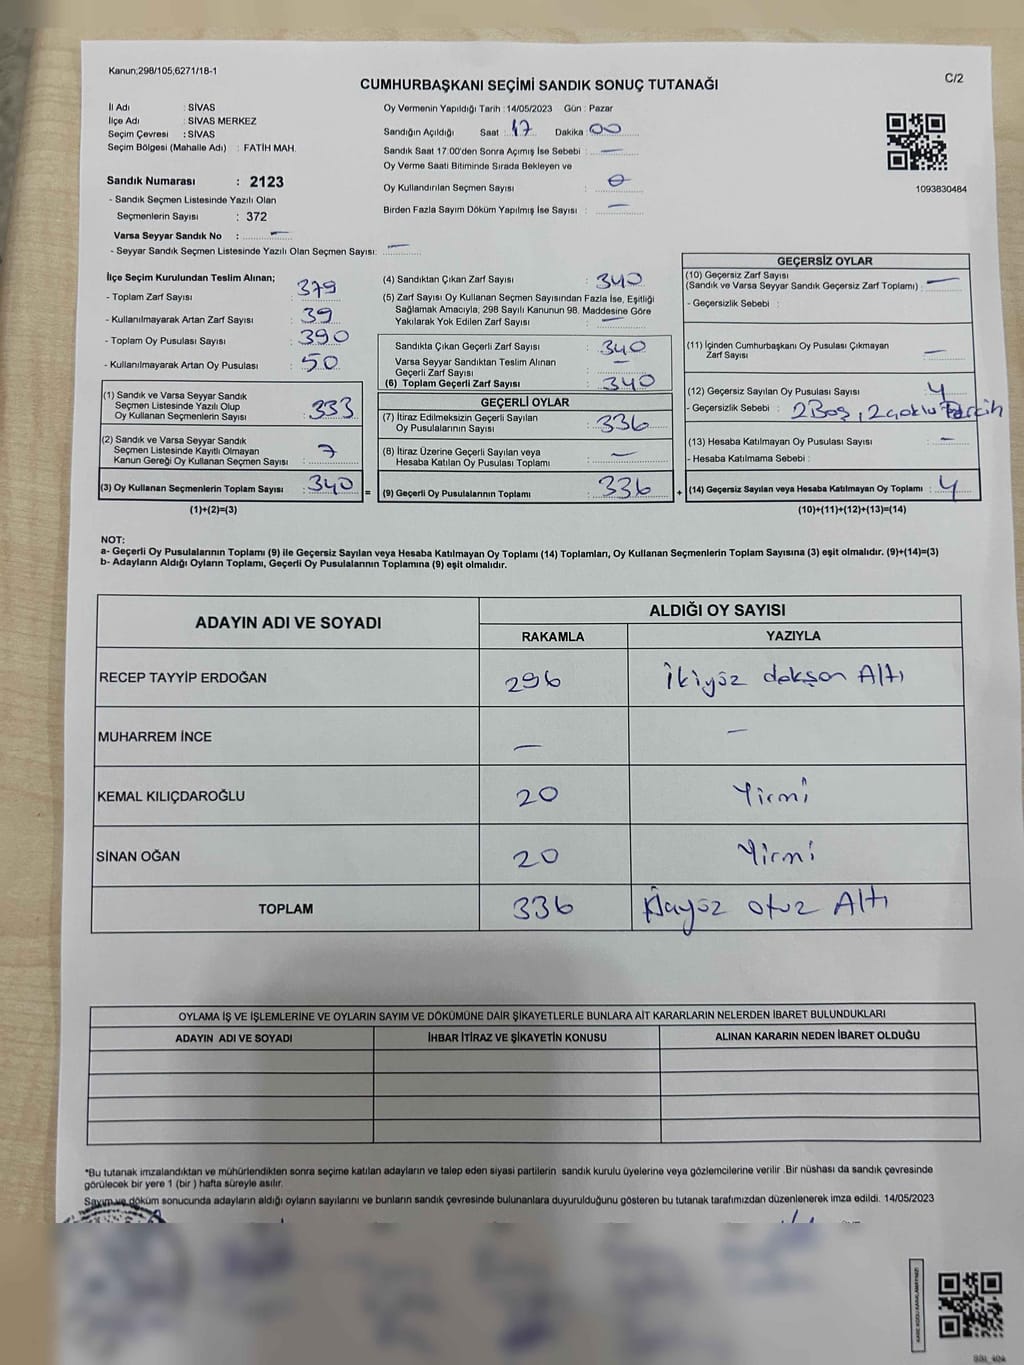 Kanun;298/105,6271/18-1
C/2
CUMHURBAŞKANI SEÇİMİ SANDIK SONUÇ TUTANAĞI
İl Adı : SİVAS
İlçe Adı : SİVAS MERKEZ
Seçim Çevresi : SİVAS
Seçim Bölgesi (Mahalle Adı) : FATİH MAH.
Sandık Numarası : 2123
- Sandık Seçmen Listesinde Yazılı Olan
Seçmenlerin Sayısı : 372
Varsa Seyyar Sandık No : —
- Seyyar Sandık Seçmen Listesinde Yazılı Olan Seçmen Sayısı: —
Oy Vermenin Yapıldığı Tarih : 14/05/2023 Gün : Pazar
Sandığın Açıldığı Saat : 17 Dakika : 00
Sandık Saat 17:00'den Sonra Açımış İse Sebebi : —
Oy Verme Saati Bitiminde Sırada Bekleyen ve
Oy Kullandırılan Seçmen Sayısı : 0
Birden Fazla Sayım Döküm Yapılmış İse Sayısı : —
1093830484
İlçe Seçim Kurulundan Teslim Alınan;
- Toplam Zarf Sayısı : 379
- Kullanılmayarak Artan Zarf Sayısı : 39
- Toplam Oy Pusulası Sayısı : 390
- Kullanılmayarak Artan Oy Pusulası : 50
(1) Sandık ve Varsa Seyyar Sandık
Seçmen Listesinde Yazılı Olup
Oy Kullanan Seçmenlerin Sayısı : 333
(2) Sandık ve Varsa Seyyar Sandık
Seçmen Listesinde Kayıtlı Olmayan
Kanun Gereği Oy Kullanan Seçmen Sayısı : 7
(3) Oy Kullanan Seçmenlerin Toplam Sayısı : 340
(1)+(2)=(3)
(4) Sandıktan Çıkan Zarf Sayısı : 340
(5) Zarf Sayısı Oy Kullanan Seçmen Sayısından Fazla İse, Eşitliği
Sağlamak Amacıyla, 298 Sayılı Kanunun 98. Maddesine Göre
Yakılarak Yok Edilen Zarf Sayısı : —
Sandıkta Çıkan Geçerli Zarf Sayısı : 340
Varsa Seyyar Sandıktan Teslim Alınan
Geçerli Zarf Sayısı : —
(6) Toplam Geçerli Zarf Sayısı : 340
GEÇERLİ OYLAR
(7) İtiraz Edilmeksizin Geçerli Sayılan
Oy Pusulalarının Sayısı : 336
(8) İtiraz Üzerine Geçerli Sayılan veya
Hesaba Katılan Oy Pusulası Toplamı : —
= (9) Geçerli Oy Pusulalarının Toplamı : 336
GEÇERSİZ OYLAR
(10) Geçersiz Zarf Sayısı
(Sandık ve Varsa Seyyar Sandık Geçersiz Zarf Toplamı) : —
- Geçersizlik Sebebi :
(11) İçinden Cumhurbaşkanı Oy Pusulası Çıkmayan
Zarf Sayısı : —
(12) Geçersiz Sayılan Oy Pusulası Sayısı : 4
- Geçersizlik Sebebi : 2 Boş, 2 çoklu Tercih
(13) Hesaba Katılmayan Oy Pusulası Sayısı : —
- Hesaba Katılmama Sebebi :
+ (14) Geçersiz Sayılan veya Hesaba Katılmayan Oy Toplamı : 4
(10)+(11)+(12)+(13)=(14)
NOT:
a- Geçerli Oy Pusulalarının Toplamı (9) ile Geçersiz Sayılan veya Hesaba Katılmayan Oy Toplamı (14) Toplamları, Oy Kullanan Seçmenlerin Toplam Sayısına (3) eşit olmalıdır. (9)+(14)=(3)
b- Adayların Aldığı Oyların Toplamı, Geçerli Oy Pusulalarının Toplamına (9) eşit olmalıdır.
ADAYIN ADI VE SOYADI
ALDIĞI OY SAYISI
RAKAMLA YAZIYLA
RECEP TAYYİP ERDOĞAN 296 İkiyüz dokson Altı
MUHARREM İNCE — —
KEMAL KILIÇDAROĞLU 20 Yirmi
SİNAN OĞAN 20 Yirmi
TOPLAM 336 otuz Altı
OYLAMA İŞ VE İŞLEMLERİNE VE OYLARIN SAYIM VE DÖKÜMÜNE DAİR ŞİKAYETLERLE BUNLARA AİT KARARLARIN NELERDEN İBARET BULUNDUKLARI
ADAYIN ADI VE SOYADI İHBAR İTİRAZ VE ŞİKAYETİN KONUSU ALINAN KARARIN NEDEN İBARET OLDUĞU
*Bu tutanak imzalandıktan ve mühürlendikten sonra seçime katılan adayların ve talep eden siyasi partilerin sandık kurulu üyelerine veya gözlemcilerine verilir .Bir nüshası da sandık çevresinde
görülecek bir yere 1 (bir ) hafta süreyle asılır.
Sayım ve döküm sonucunda adayların aldığı oyların sayılarını ve bunların sandık çevresinde bulunanlara duyurulduğunu gösteren bu tutanak tarafımızdan düzenlenerek imza edildi. 14/05/2023